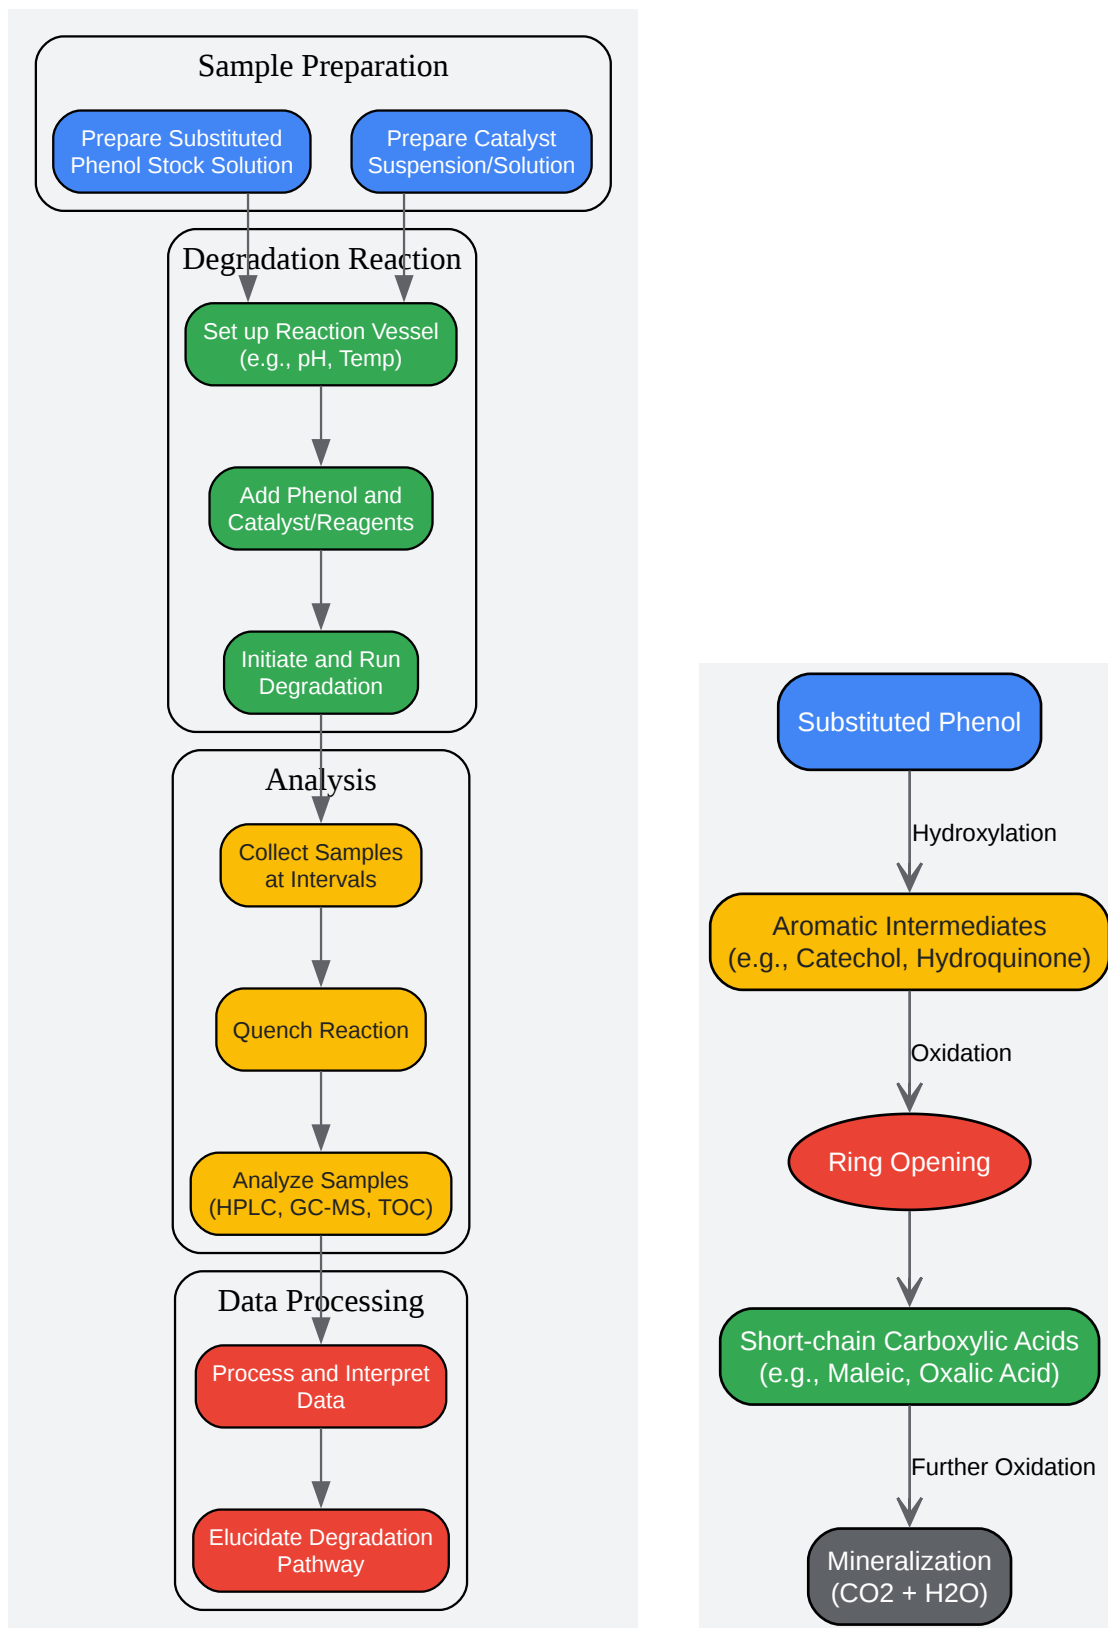 Sample Preparation
Prepare Substituted
Phenol Stock Solution
Prepare Catalyst
Suspension/Solution
Degradation Reaction
Set up Reaction Vessel
(e.g., pH, Temp)
Add Phenol and
Catalyst/Reagents
Initiate and Run
Degradation
Analysis
Collect Samples
at Intervals
Quench Reaction
Analyze Samples
(HPLC, GC-MS, TOC)
Data Processing
Process and Interpret
Data
Elucidate Degradation
Pathway
Substituted Phenol
Hydroxylation
Aromatic Intermediates
(e.g., Catechol, Hydroquinone)
Oxidation
Ring Opening
Short-chain Carboxylic Acids
(e.g., Maleic, Oxalic Acid)
Further Oxidation
Mineralization
(CO2 + H2O)